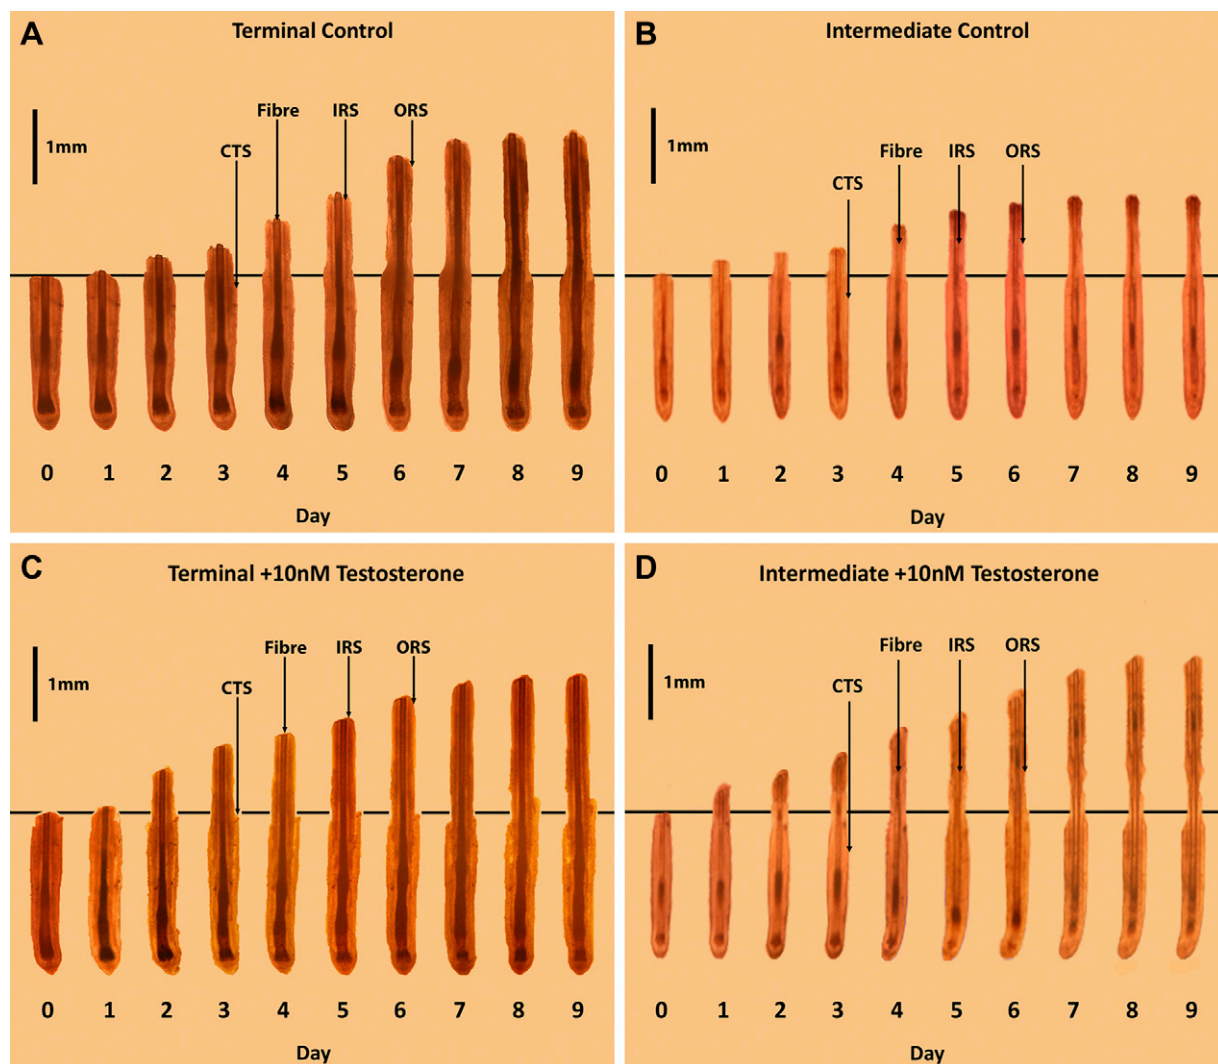 A
Terminal Control
1mm
CTS
Fibre
IRS
ORS
0 1 2 3 4 5 6 7 8 9
Day
B
Intermediate Control
1mm
CTS
Fibre
IRS
ORS
0 1 2 3 4 5 6 7 8 9
Day
C
Terminal +10nM Testosterone
1mm
CTS
Fibre
IRS
ORS
0 1 2 3 4 5 6 7 8 9
Day
D
Intermediate +10nM Testosterone
1mm
CTS
Fibre
IRS
ORS
0 1 2 3 4 5 6 7 8 9
Day